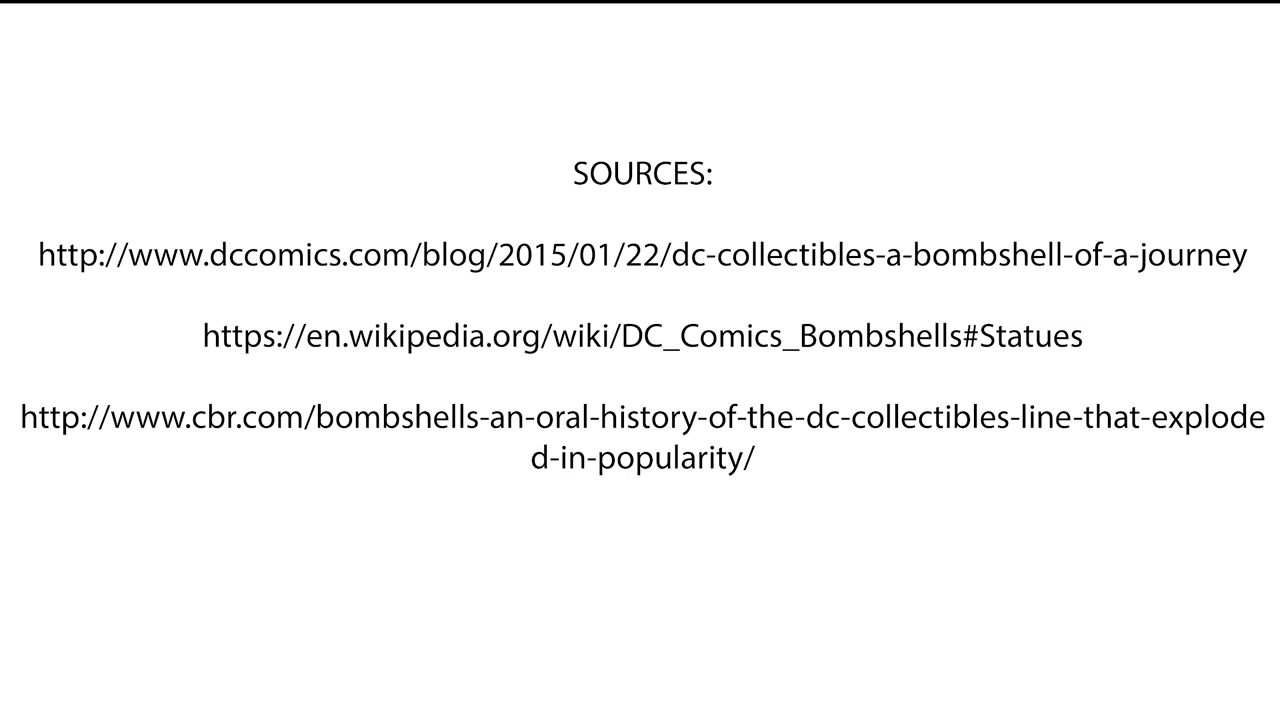 SOURCES:
http://www.dccomics.com/blog/2015/01/22/dc-collectibles-a-bombshell-of-a-journey
https://en.wikipedia.org/wiki/DC_Comics_Bombshells#Statues
http://www.cbr.com/bombshells-an-oral-history-of-the-dc-collectibles-line-that-explode
d-in-popularity/